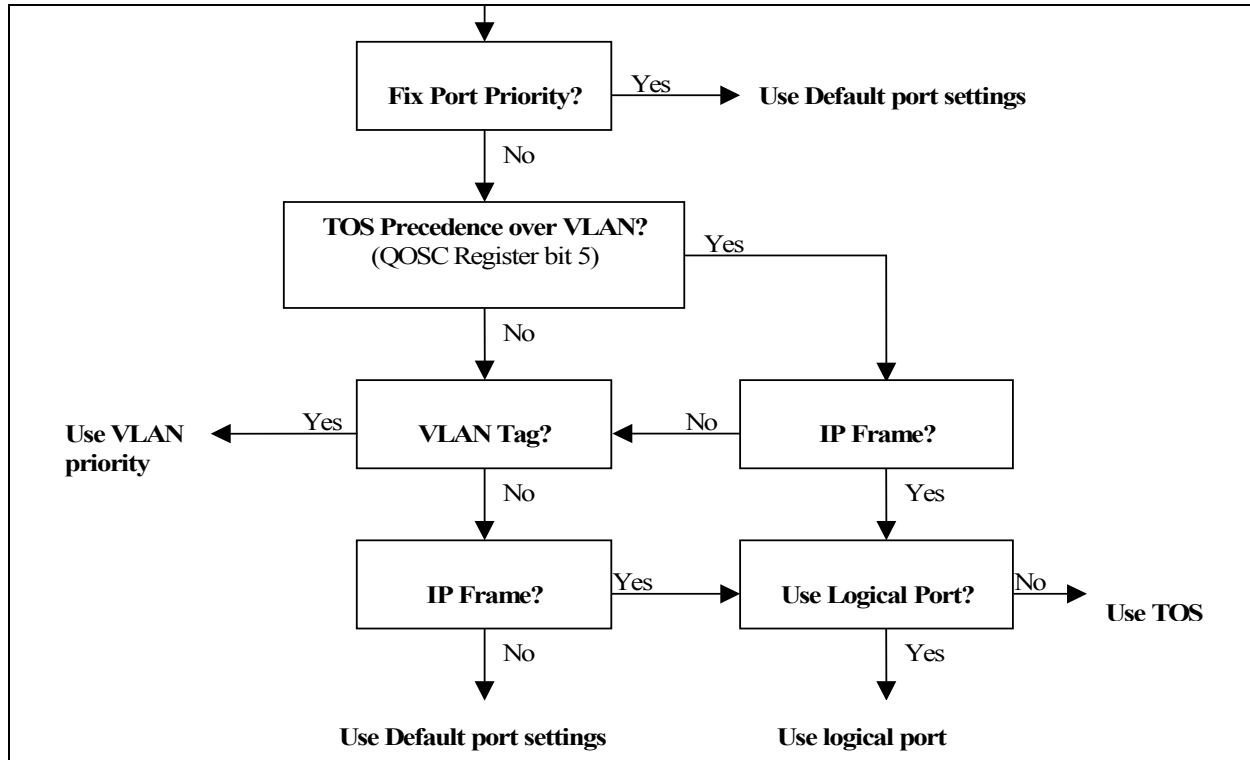 Fix Port Priority?
Yes
Use Default port settings
No
TOS Precedence over VLAN?
(QOSC Register bit 5)
Yes
No
Use VLAN
priority
Yes
VLAN Tag?
No
IP Frame?
No
Yes
IP Frame?
Yes
Use Logical Port?
No
Use TOS
No
Yes
Use Default port settings
Use logical port